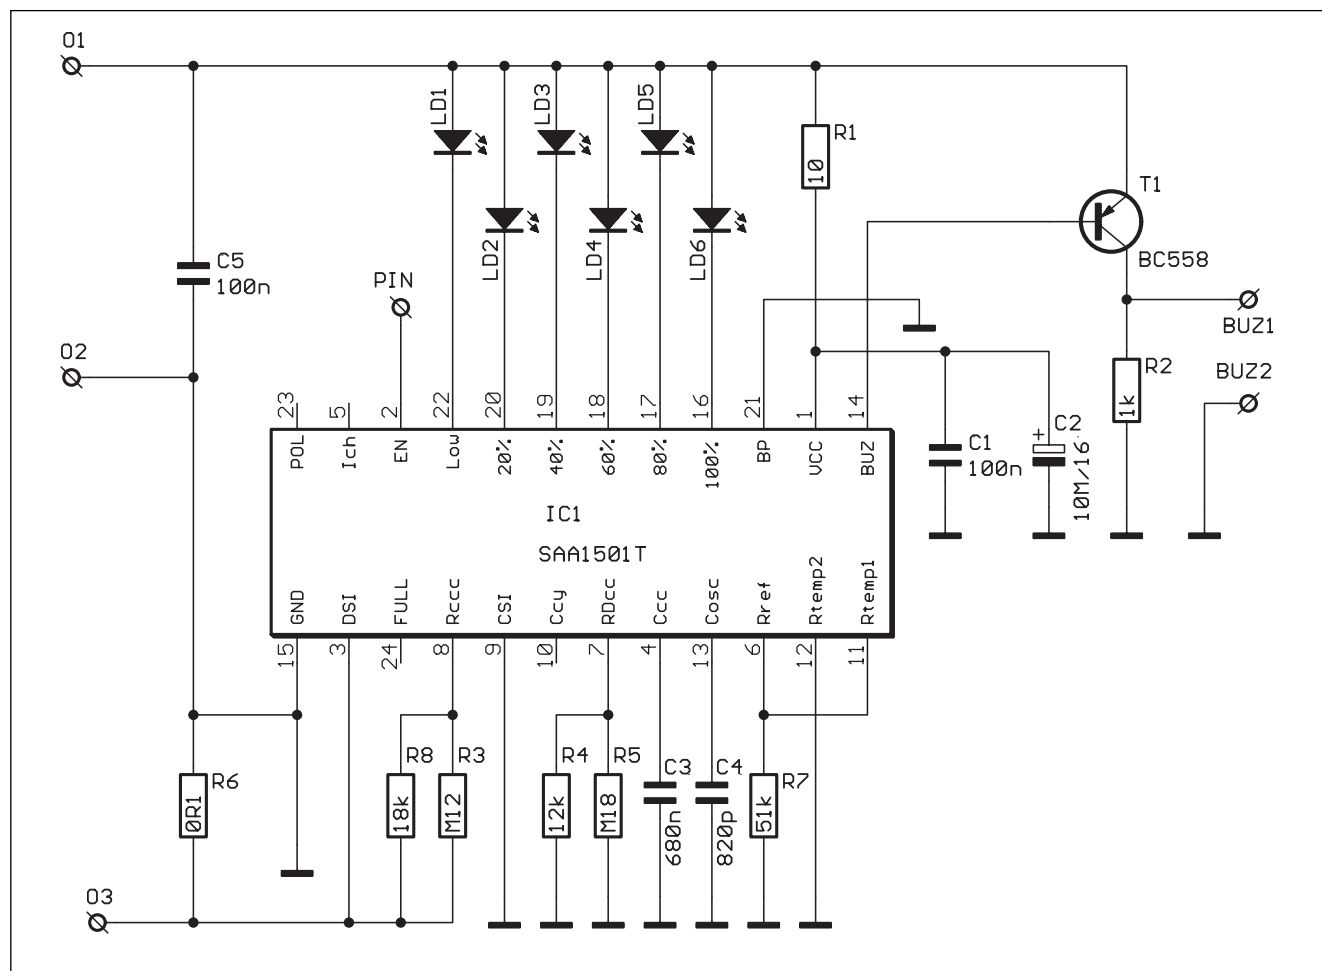 O1
LD1
LD3
LD5
R1
10
T1
LD2
LD4
LD6
BC558
C5
100n
PIN
BUZ1
O2
R2
1k
BUZ2
23
5
2
22
20
19
18
17
16
21
1
14
C2
10M/16
POL
Ich
EN
Low
20%
40%
60%
80%
100%
BP
VCC
BUZ
C1
100n
IC1
SAA1501T
GND
DSI
FULL
Rccc
CSI
Ccy
RDcc
Ccc
Cosc
Rref
Rtemp2
Rtemp1
15
3
24
8
9
10
7
4
13
6
12
11
R6
0R1
R8
18k
R3
M12
R4
12k
R5
M18
C3
680n
C4
820p
R7
51k
O3